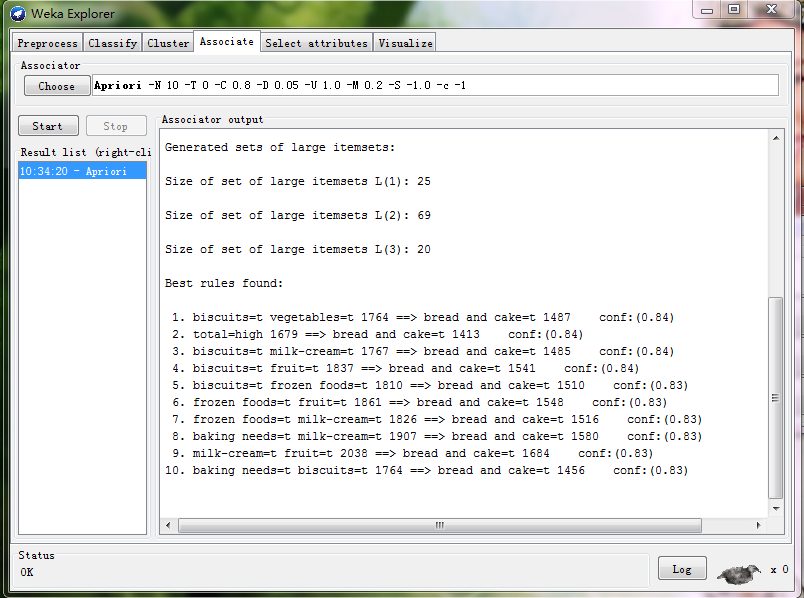 Weka Explorer
Preprocess Classify Cluster Associate Select attributes Visualize
Associator
Choose Apriori -N 10 -T 0 -C 0.8 -D 0.05 -U 1.0 -M 0.2 -S -1.0 -c -1
Start Stop
Result list (right-cli
10:34:20 - Apriori
Associator output
Generated sets of large itemsets:
Size of set of large itemsets L(1): 25
Size of set of large itemsets L(2): 69
Size of set of large itemsets L(3): 20
Best rules found:
1. biscuits=t vegetables=t 1764 ==> bread and cake=t 1487 conf:(0.84)
2. total=high 1679 ==> bread and cake=t 1413 conf:(0.84)
3. biscuits=t milk-cream=t 1767 ==> bread and cake=t 1485 conf:(0.84)
4. biscuits=t fruit=t 1837 ==> bread and cake=t 1541 conf:(0.84)
5. biscuits=t frozen foods=t 1810 ==> bread and cake=t 1510 conf:(0.83)
6. frozen foods=t fruit=t 1861 ==> bread and cake=t 1548 conf:(0.83)
7. frozen foods=t milk-cream=t 1826 ==> bread and cake=t 1516 conf:(0.83)
8. baking needs=t milk-cream=t 1907 ==> bread and cake=t 1580 conf:(0.83)
9. milk-cream=t fruit=t 2038 ==> bread and cake=t 1684 conf:(0.83)
10. baking needs=t biscuits=t 1764 ==> bread and cake=t 1456 conf:(0.83)
Status
OK
Log
x 0